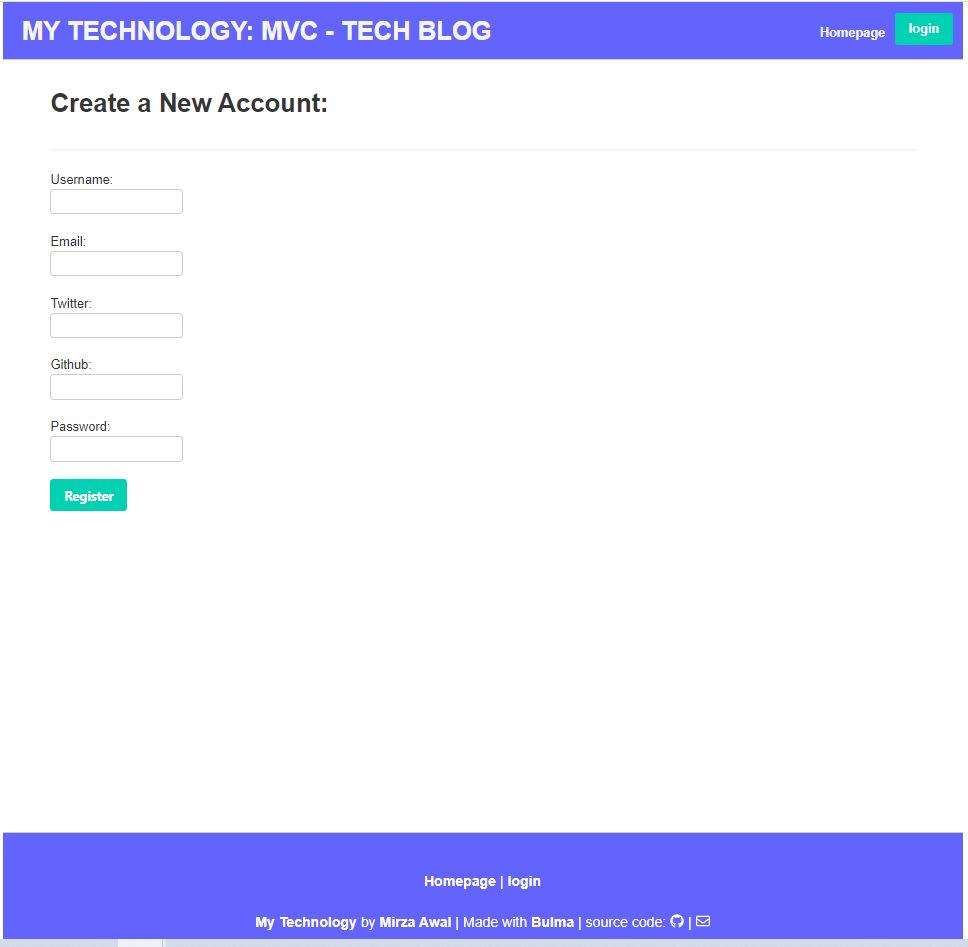 MY TECHNOLOGY: MVC - TECH BLOG
Homepage login
Create a New Account:
Username:
Email:
Twitter:
Github:
Password:
Register
Homepage | login
My Technology by Mirza Awal | Made with Bulma | source code: |